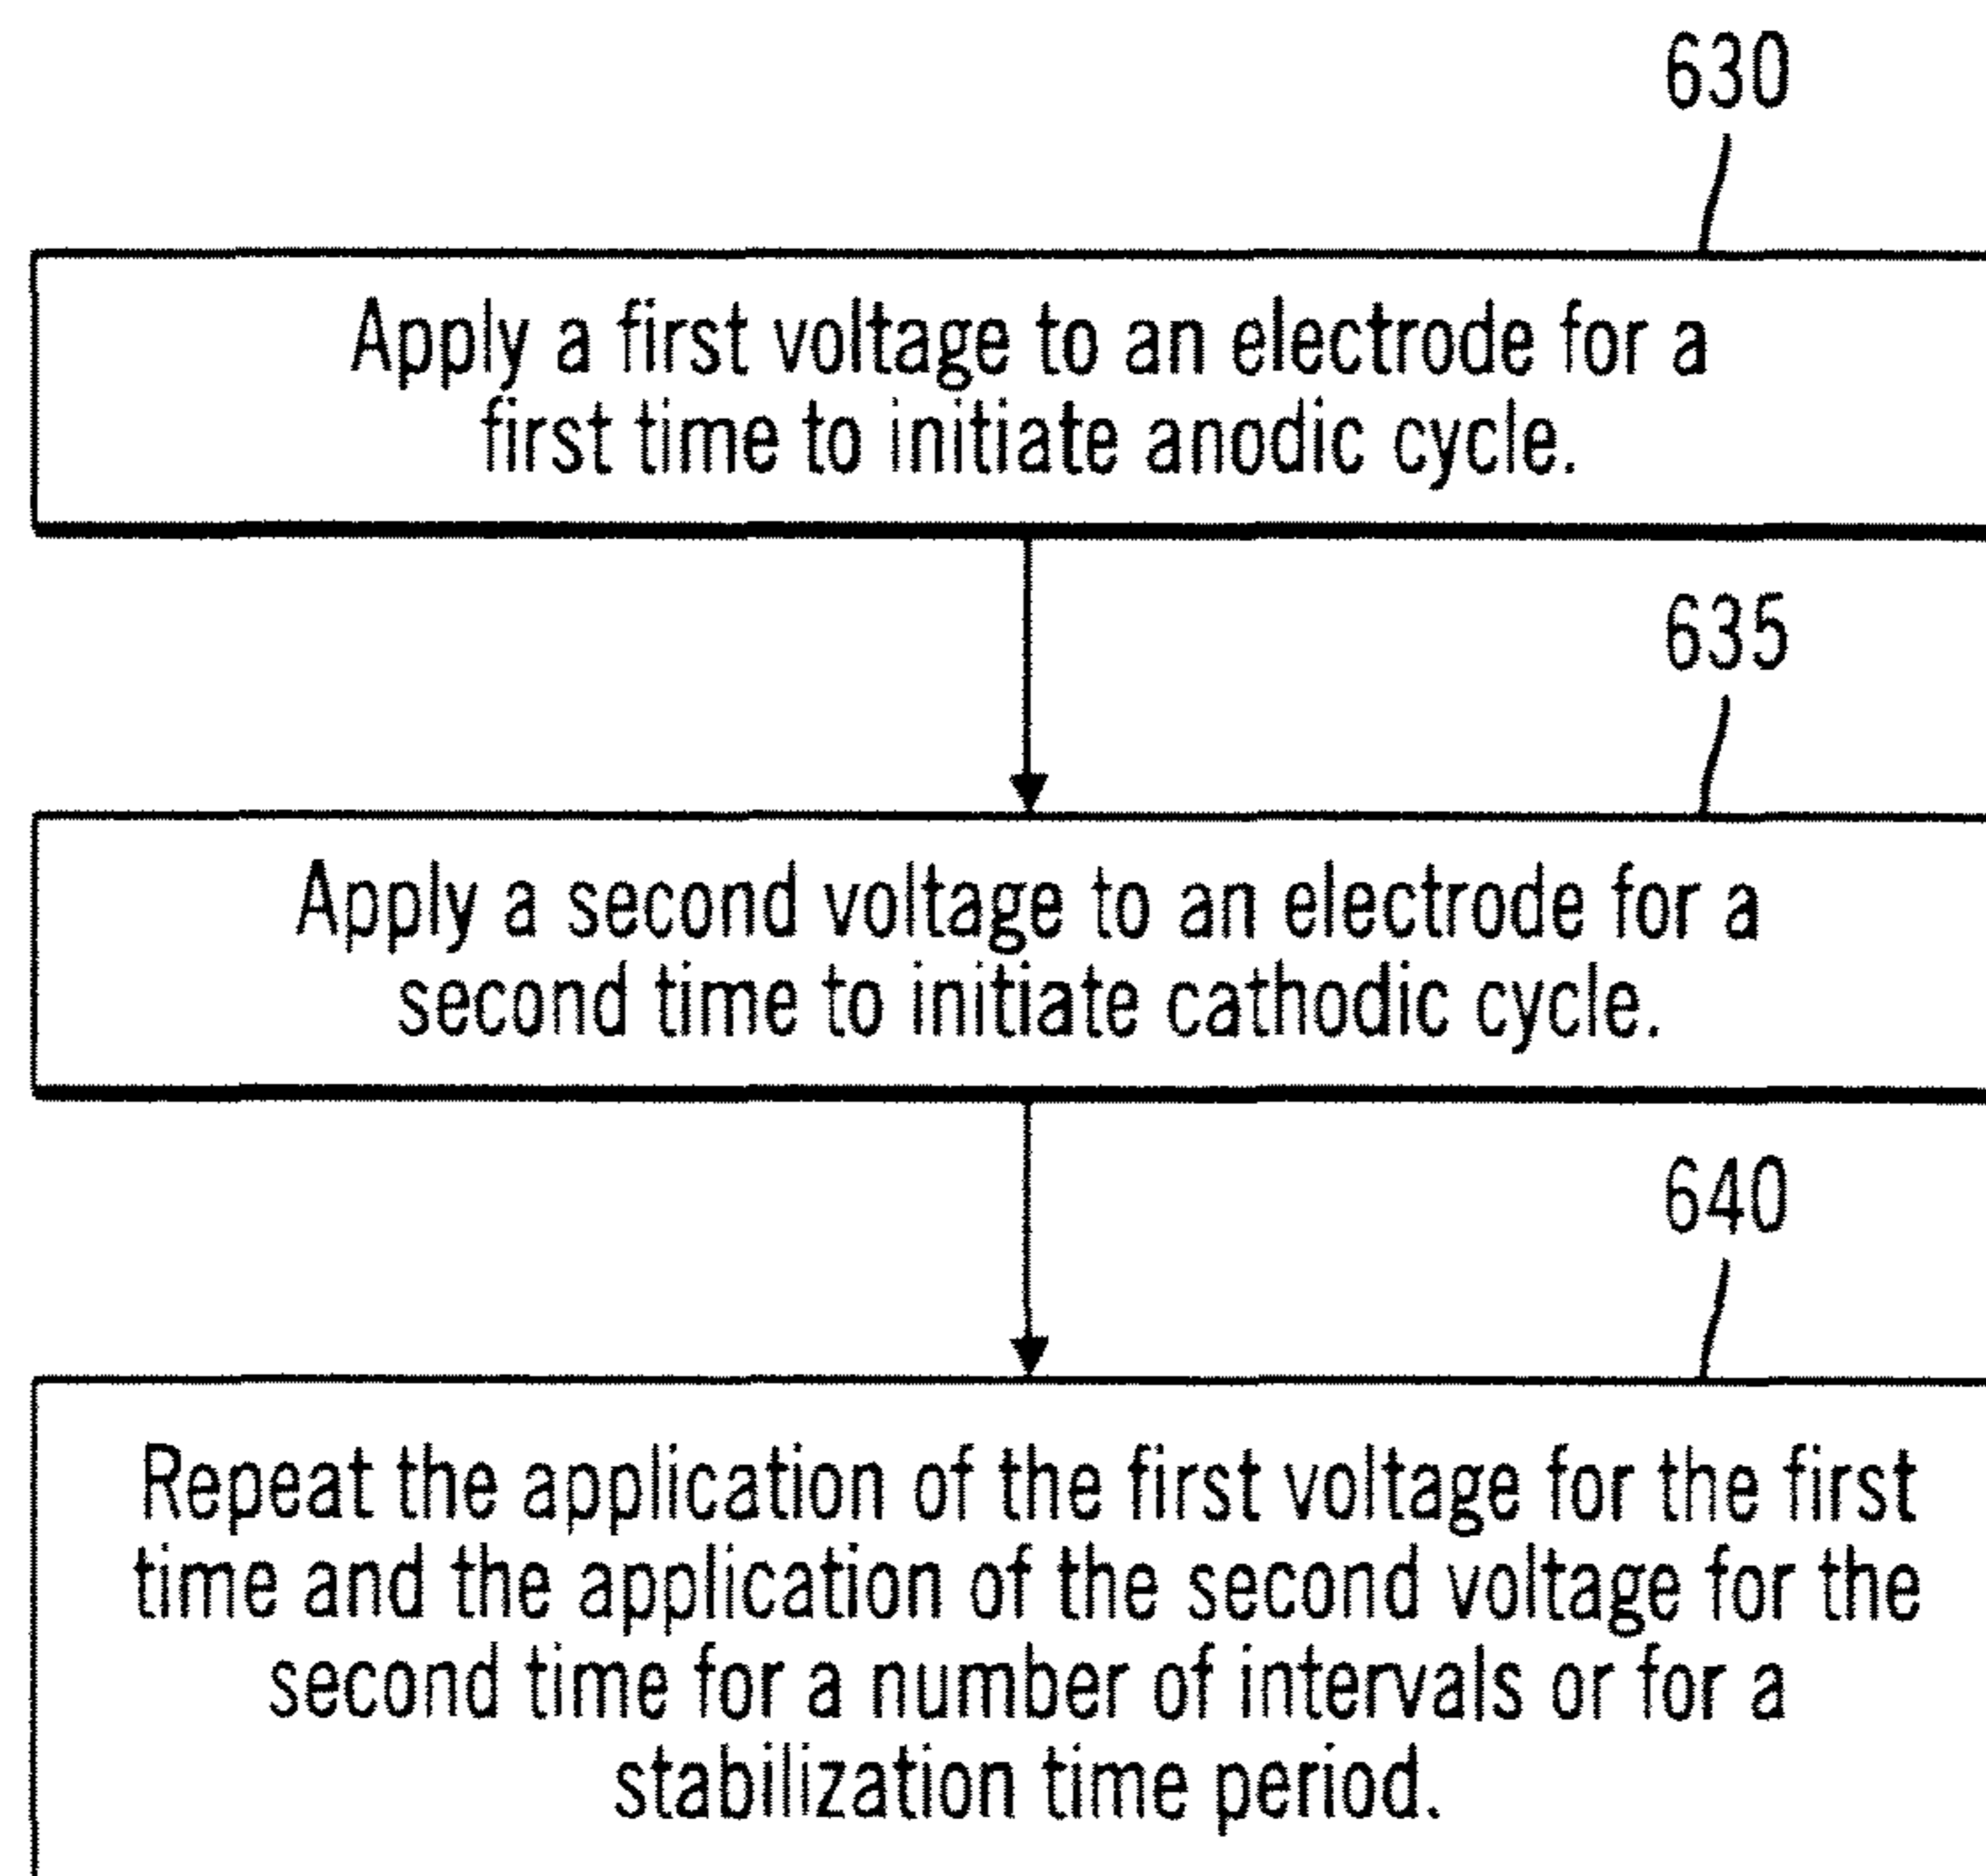 630
Apply a first voltage to an electrode for a
first time to initiate anodic cycle.
635
Apply a second voltage to an electrode for a
second time to initiate cathodic cycle.
640
Repeat the application of the first voltage for the first
time and the application of the second voltage for the
second time for a number of intervals or for a
stabilization time period.